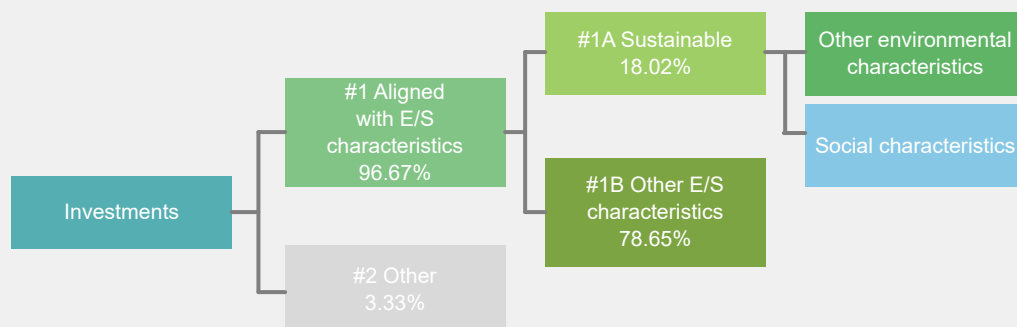 Investments
#1 Aligned
with E/S
characteristics
96.67%
#2 Other
3.33%
#1A Sustainable
18.02%
#1B Other E/S
characteristics
78.65%
Other environmental
characteristics
Social characteristics